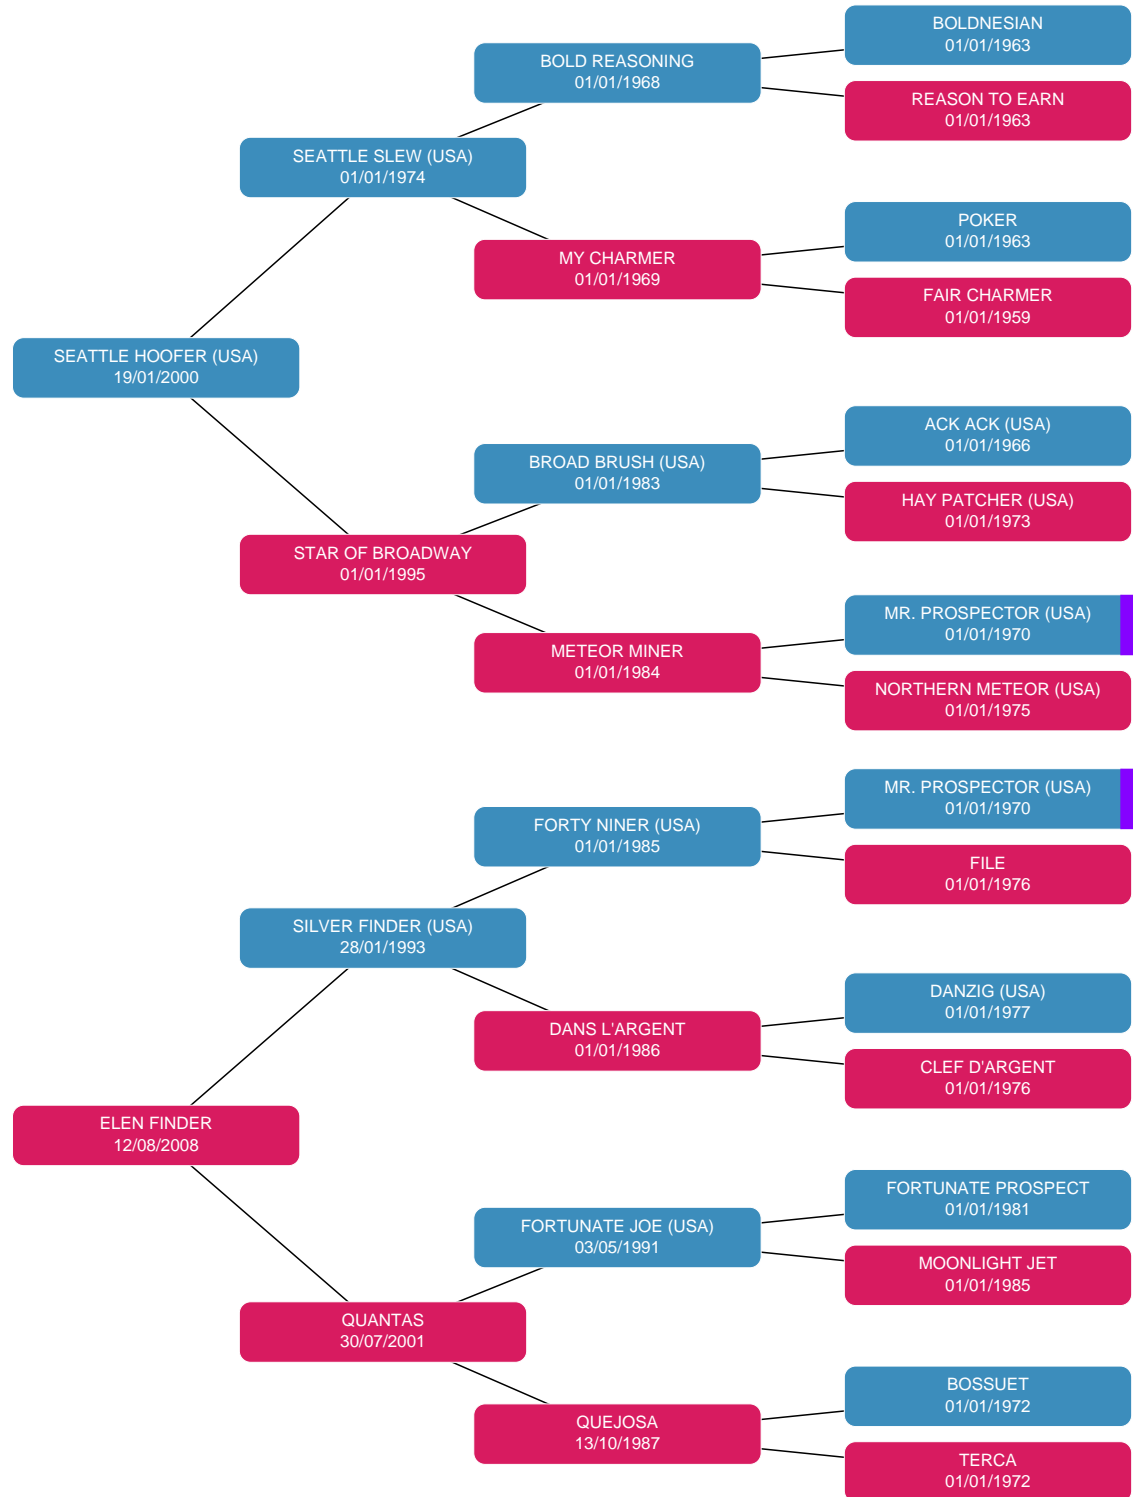 BOLDNESIAN
01/01/1963
BOLD REASONING
01/01/1968
REASON TO EARN
01/01/1963
SEATTLE SLEW (USA)
01/01/1974
POKER
01/01/1963
MY CHARMER
01/01/1969
FAIR CHARMER
01/01/1959
SEATTLE HOOFER (USA)
19/01/2000
ACK ACK (USA)
01/01/1966
BROAD BRUSH (USA)
01/01/1983
HAY PATCHER (USA)
01/01/1973
STAR OF BROADWAY
01/01/1995
MR. PROSPECTOR (USA)
01/01/1970
METEOR MINER
01/01/1984
NORTHERN METEOR (USA)
01/01/1975
MR. PROSPECTOR (USA)
01/01/1970
FORTY NINER (USA)
01/01/1985
FILE
01/01/1976
SILVER FINDER (USA)
28/01/1993
DANZIG (USA)
01/01/1977
DANS L'ARGENT
01/01/1986
CLEF D'ARGENT
01/01/1976
ELEN FINDER
12/08/2008
FORTUNATE PROSPECT
01/01/1981
FORTUNATE JOE (USA)
03/05/1991
MOONLIGHT JET
01/01/1985
QUANTAS
30/07/2001
BOSSUET
01/01/1972
QUEJOSA
13/10/1987
TERCA
01/01/1972